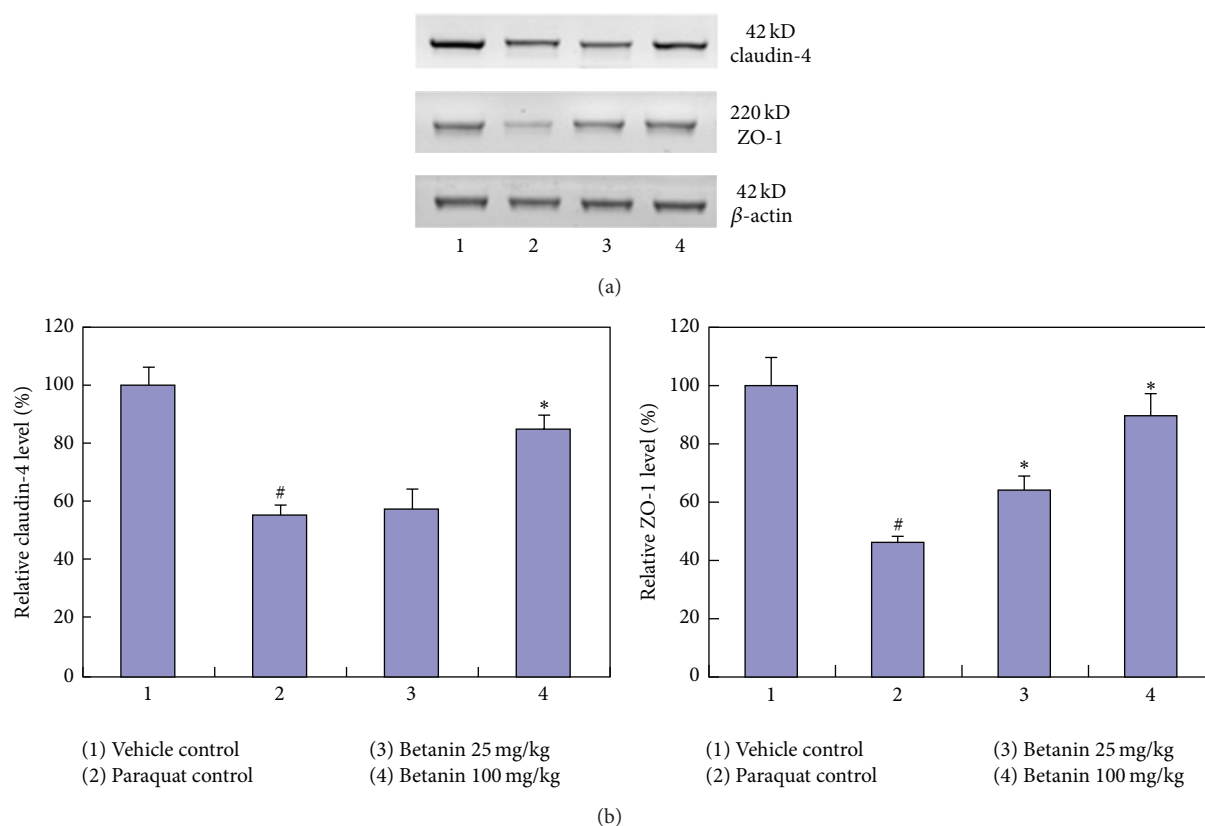 42 kD
claudin-4
220 kD
ZO-1
42 kD
β-actin
1 2 3 4
(a)
120
100
80
60
40
20
0
Relative claudin-4 level (%)
#
*
1 2 3 4
(1) Vehicle control
(2) Paraquat control
(3) Betanin 25 mg/kg
(4) Betanin 100 mg/kg
120
100
80
60
40
20
0
Relative ZO-1 level (%)
#
*
*
1 2 3 4
(1) Vehicle control
(2) Paraquat control
(3) Betanin 25 mg/kg
(4) Betanin 100 mg/kg
(b)